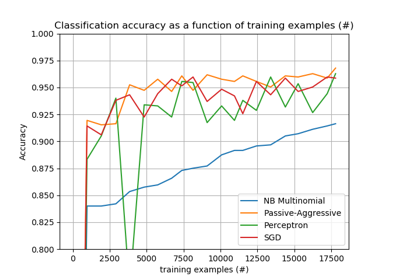 Classification accuracy as a function of training examples (#)
1.000
0.975
0.950
0.925
0.900
0.875
0.850
0.825
0.800
Accuracy
NB Multinomial
Passive-Aggressive
Perceptron
SGD
0 2500 5000 7500 10000 12500 15000 17500
training examples (#)